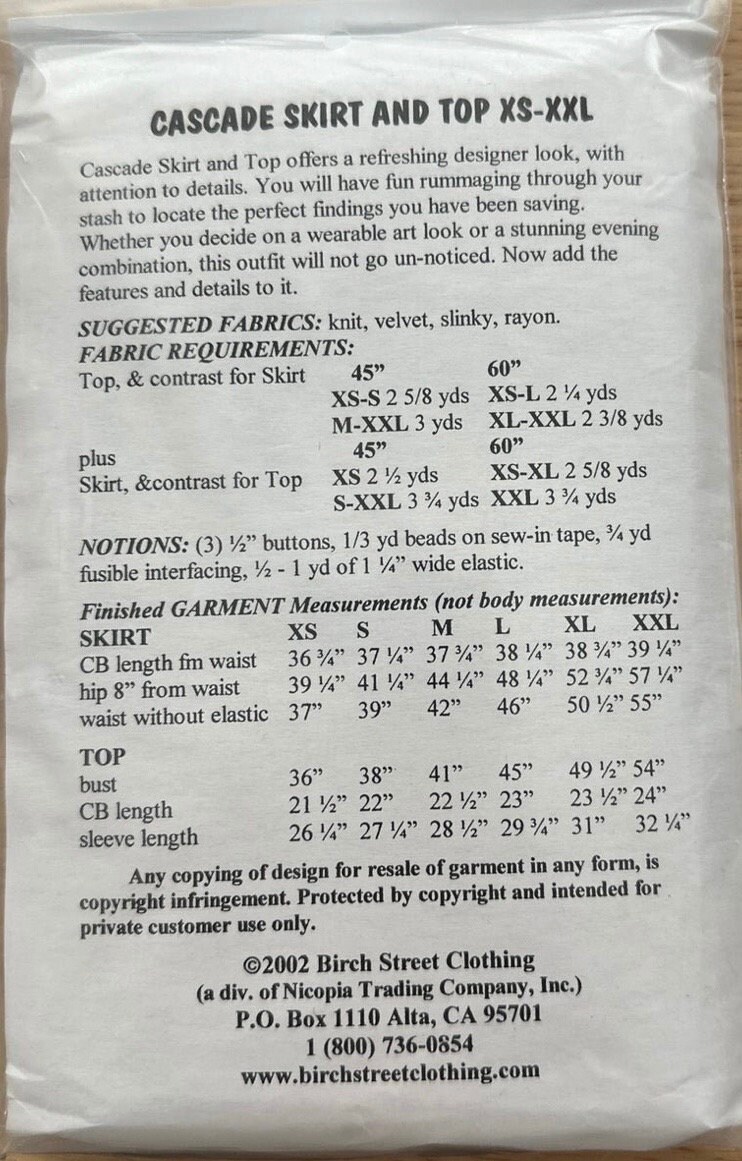 CASCADE SKIRT AND TOP XS-XXL
Cascade Skirt and Top offers a refreshing designer look, with
attention to details. You will have fun rummaging through your
stash to locate the perfect findings you have been saving.
Whether you decide on a wearable art look or a stunning evening
combination, this outfit will not go un-noticed. Now add the
features and details to it.
SUGGESTED FABRICS: knit, velvet, slinky, rayon.
FABRIC REQUIREMENTS:
Top, & contrast for Skirt 45” 60”
XS-S 2 5/8 yds XS-L 2 ¼ yds
M-XXL 3 yds XL-XXL 2 3/8 yds
plus 45” 60”
Skirt, &contrast for Top XS 2 ½ yds XS-XL 2 5/8 yds
S-XXL 3 ¾ yds XXL 3 ¾ yds
NOTIONS: (3) ½” buttons, 1/3 yd beads on sew-in tape, ¾ yd
fusible interfacing, ½ - 1 yd of 1 ¼” wide elastic.
Finished GARMENT Measurements (not body measurements):
SKIRT XS S M L XL XXL
CB length fm waist 36 ¾” 37 ¼” 37 ¾” 38 ¼” 38 ¾” 39 ¼”
hip 8” from waist 39 ¼” 41 ¼” 44 ¼” 48 ¼” 52 ¾” 57 ¼”
waist without elastic 37” 39” 42” 46” 50 ½” 55”
TOP
bust 36” 38” 41” 45” 49 ½” 54”
CB length 21 ½” 22” 22 ½” 23” 23 ½” 24”
sleeve length 26 ¼” 27 ¼” 28 ½” 29 ¾” 31” 32 ¼”
Any copying of design for resale of garment in any form, is
copyright infringement. Protected by copyright and intended for
private customer use only.
©2002 Birch Street Clothing
(a div. of Nicopia Trading Company, Inc.)
P.O. Box 1110 Alta, CA 95701
1 (800) 736-0854
www.birchstreetclothing.com